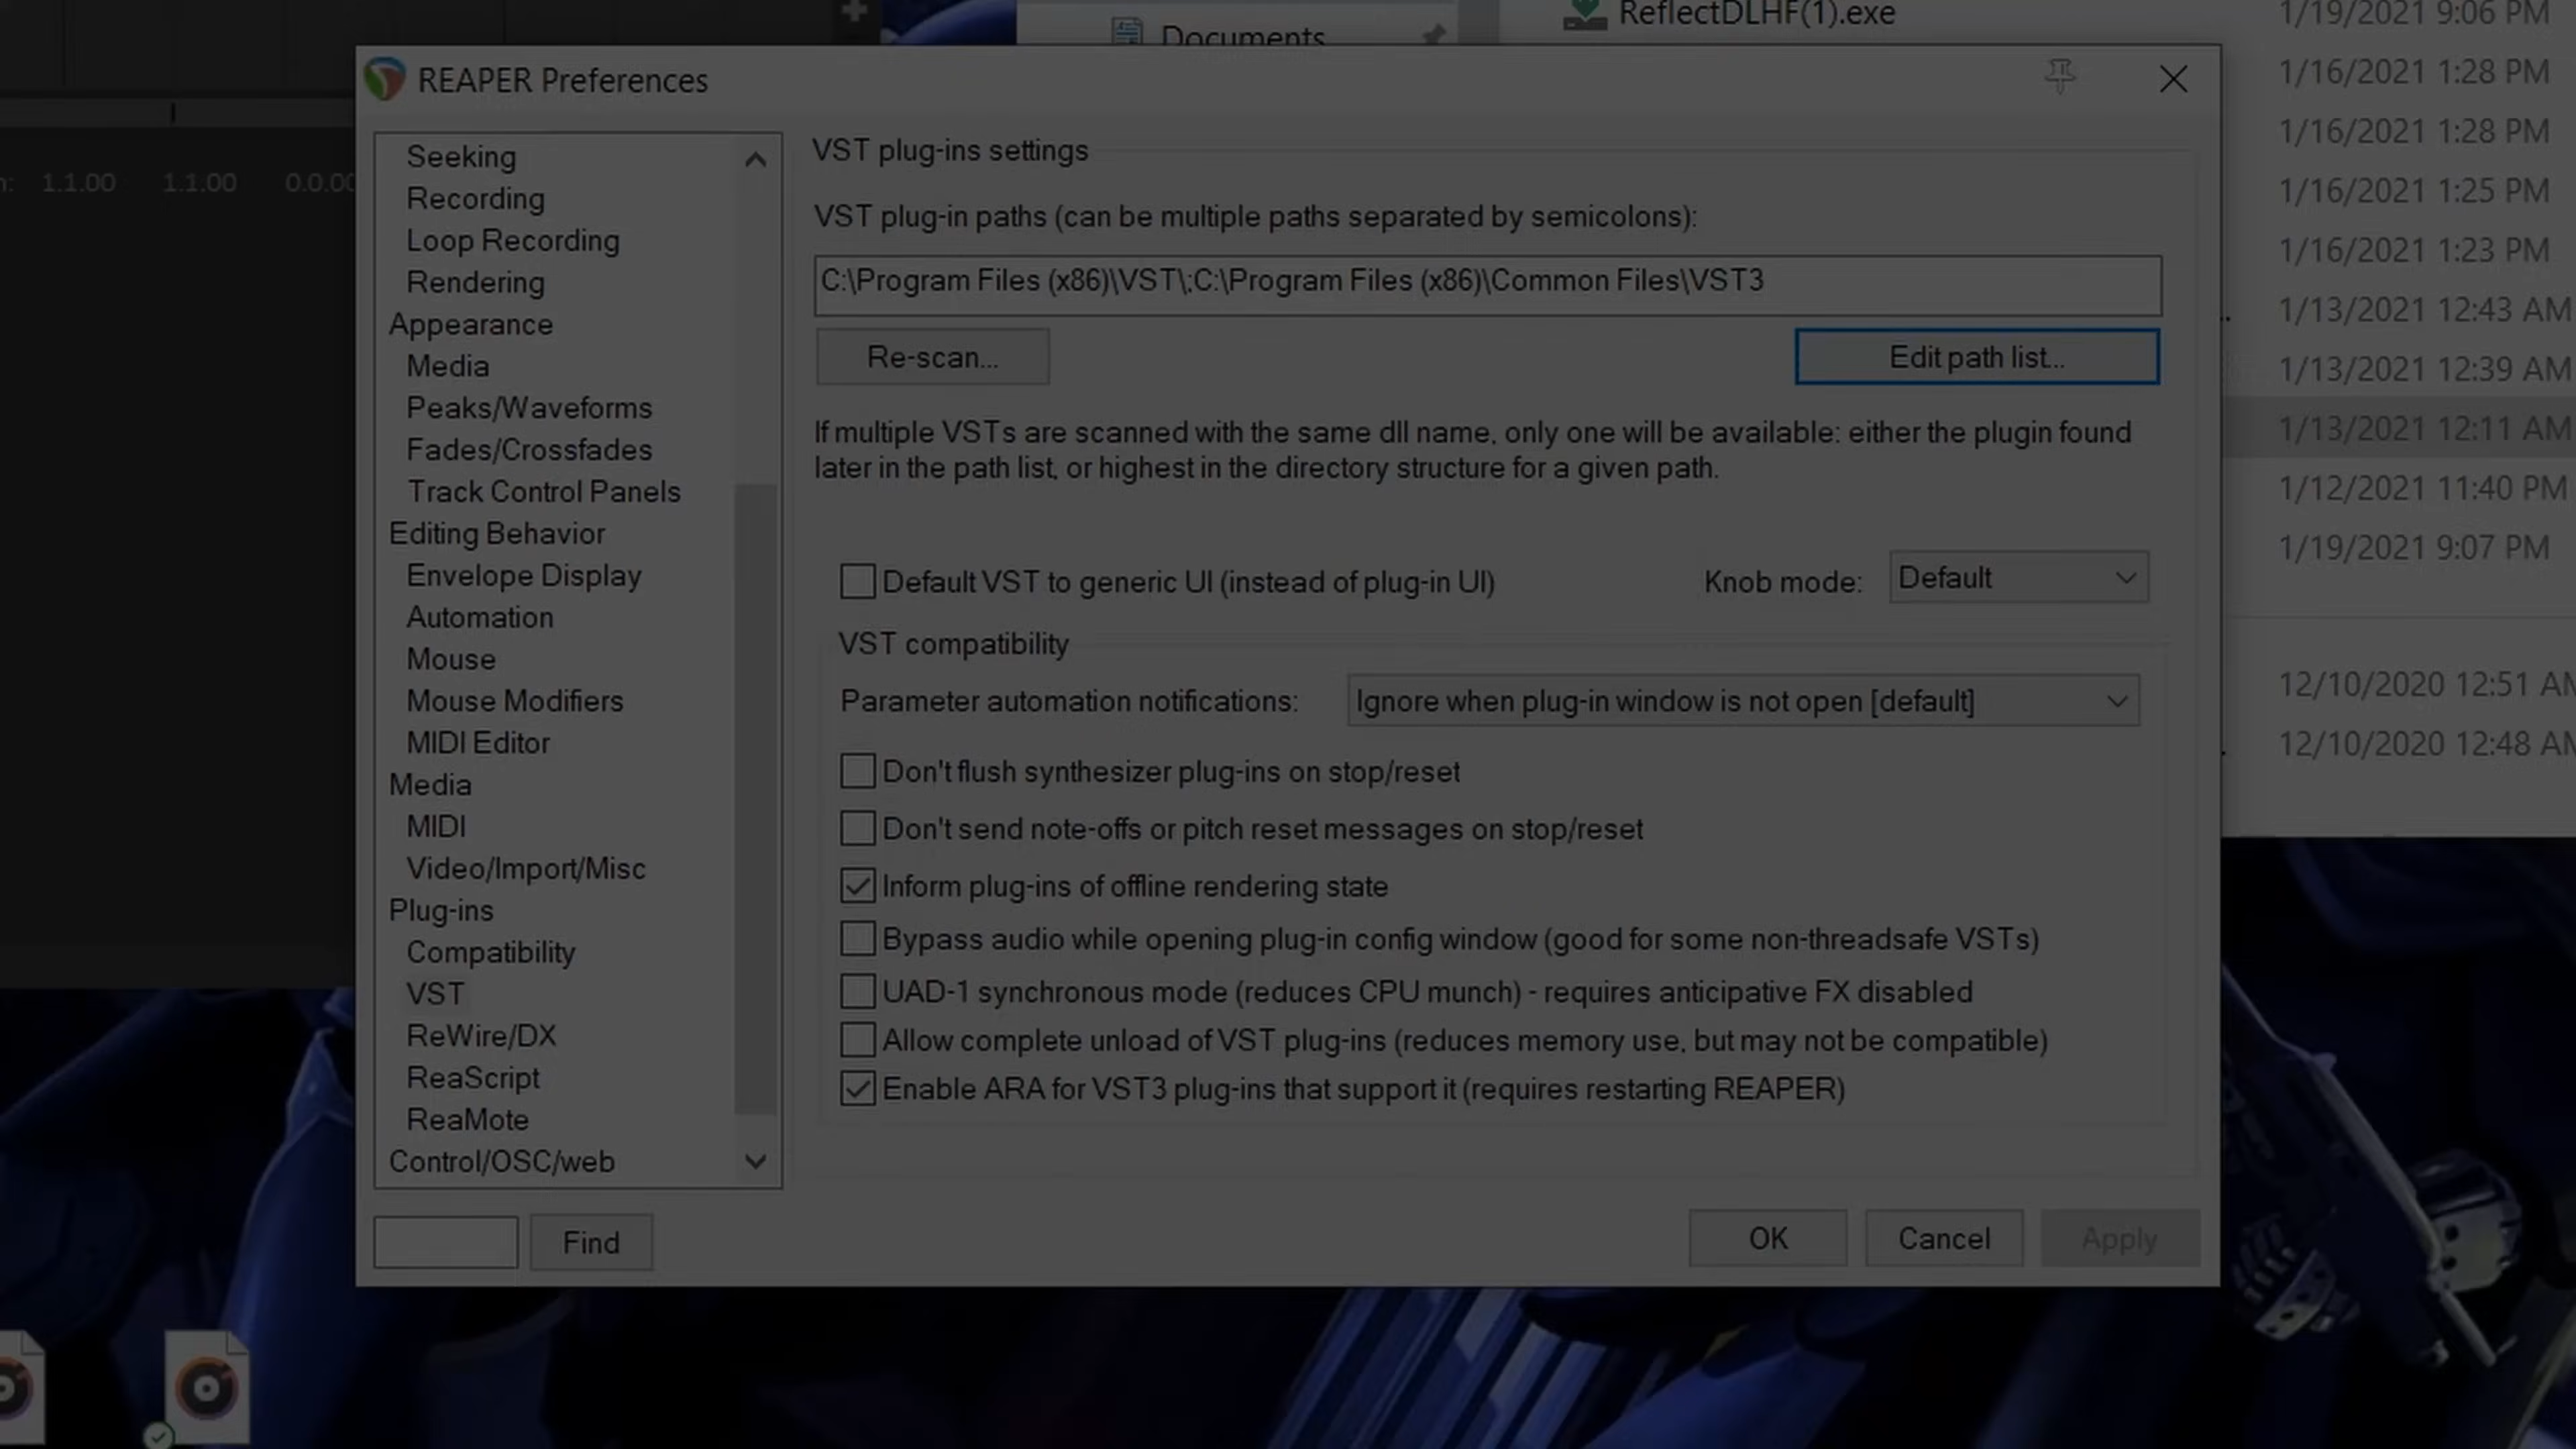 Documents
ReflectDLHF(1).exe
1/19/2021 9:06 PM
REAPER Preferences
1/16/2021 1:28 PM
1/16/2021 1:28 PM
1/16/2021 1:25 PM
1/16/2021 1:23 PM
1/13/2021 12:43 AM
1/13/2021 12:39 AM
1/13/2021 12:11 AM
1/12/2021 11:40 PM
1/19/2021 9:07 PM
12/10/2020 12:51 AM
12/10/2020 12:48 AM
1.1.00 1.1.00 0.0.00
Seeking
Recording
Loop Recording
Rendering
Appearance
Media
Peaks/Waveforms
Fades/Crossfades
Track Control Panels
Editing Behavior
Envelope Display
Automation
Mouse
Mouse Modifiers
MIDI Editor
Media
MIDI
Video/Import/Misc
Plug-ins
Compatibility
VST
ReWire/DX
ReaScript
ReaMote
Control/OSC/web
Find
VST plug-ins settings
VST plug-in paths (can be multiple paths separated by semicolons):
C:\Program Files (x86)\VST\;C:\Program Files (x86)\Common Files\VST3
Re-scan...
Edit path list...
If multiple VSTs are scanned with the same dll name, only one will be available: either the plugin found
later in the path list, or highest in the directory structure for a given path.
Default VST to generic UI (instead of plug-in UI)
Knob mode: Default
VST compatibility
Parameter automation notifications: Ignore when plug-in window is not open [default]
Don't flush synthesizer plug-ins on stop/reset
Don't send note-offs or pitch reset messages on stop/reset
Inform plug-ins of offline rendering state
Bypass audio while opening plug-in config window (good for some non-threadsafe VSTs)
UAD-1 synchronous mode (reduces CPU munch) - requires anticipative FX disabled
Allow complete unload of VST plug-ins (reduces memory use, but may not be compatible)
Enable ARA for VST3 plug-ins that support it (requires restarting REAPER)
OK
Cancel
Apply